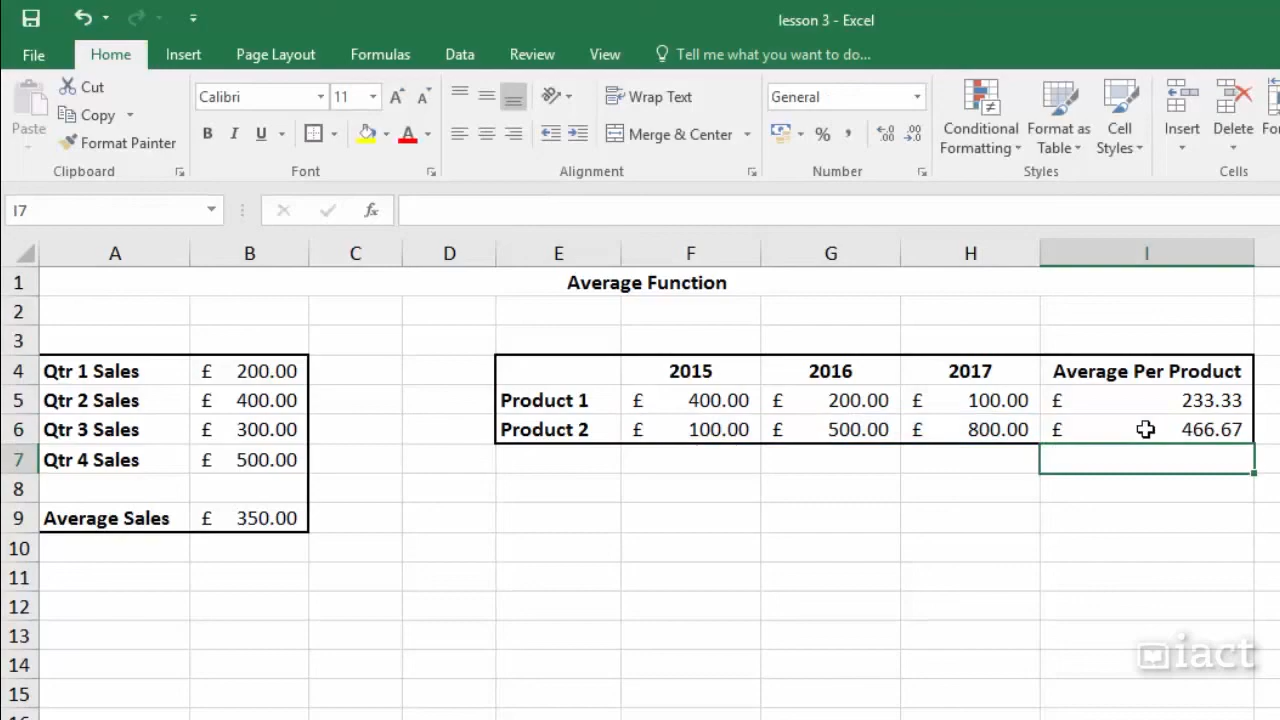 lesson 3 - Excel
File Home Insert Page Layout Formulas Data Review View Tell me what you want to do...
Paste
Cut
Copy
Format Painter
Clipboard
Calibri 11 A A
B I U A
Font
Wrap Text
Merge & Center
Alignment
General
% , .00 .00
Number
Conditional Formatting
Format as Table
Cell Styles
Styles
Insert Delete
Cells
I7 fx
A B C D E F G H I
1 Average Function
2
3
4 Qtr 1 Sales £ 200.00 2015 2016 2017 Average Per Product
5 Qtr 2 Sales £ 400.00 Product 1 £ 400.00 £ 200.00 £ 100.00 £ 233.33
6 Qtr 3 Sales £ 300.00 Product 2 £ 100.00 £ 500.00 £ 800.00 £ 466.67
7 Qtr 4 Sales £ 500.00
8
9 Average Sales £ 350.00
10
11
12
13
14
15
iact